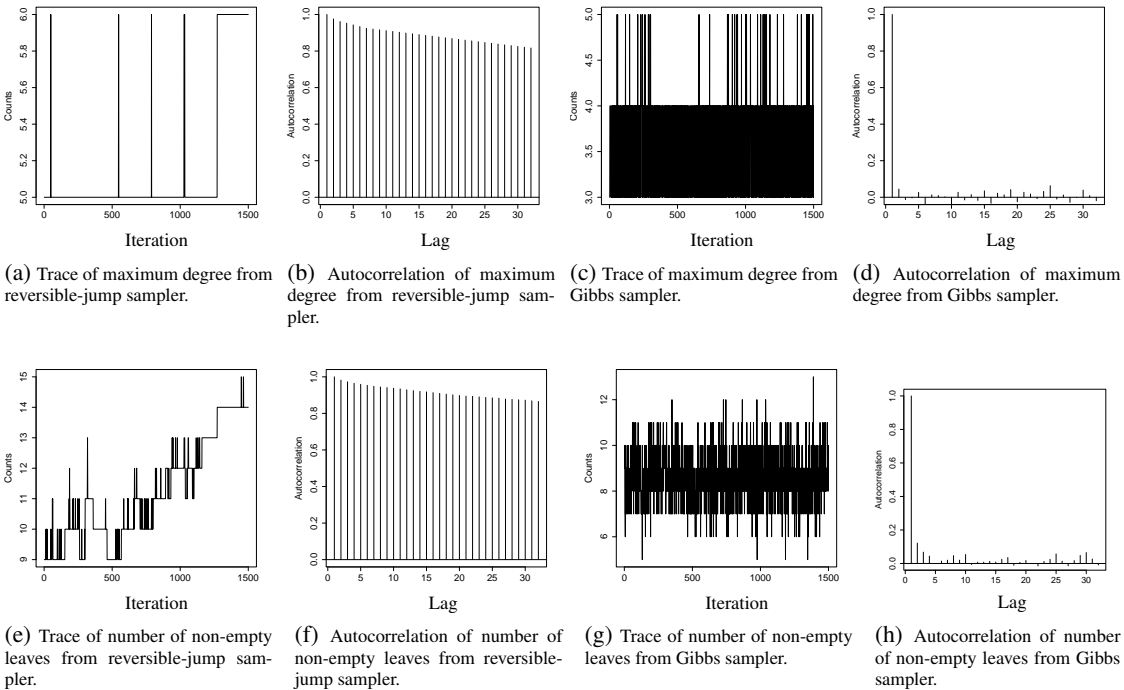 6.0
5.8
5.6
5.4
5.2
5.0
Counts
0
500
1000
1500
Iteration
(a) Trace of maximum degree from
reversible-jump sampler.
1.0
0.8
0.6
0.4
0.2
0.0
Autocorrelation
0 5 10 15 20 25 30
Lag
(b) Autocorrelation of maximum
degree from reversible-jump sam-
pler.
5.0
4.5
4.0
3.5
3.0
Counts
0
500
1000
1500
Iteration
(c) Trace of maximum degree from
Gibbs sampler.
1.0
0.8
0.6
0.4
0.2
0.0
Autocorrelation
5 10 15 20 25 30
Lag
(d) Autocorrelation of maximum
degree from Gibbs sampler.
15
14
13
12
11
10
9
Counts
0
500
1000
1500
Iteration
(e) Trace of number of non-empty
leaves from reversible-jump sam-
pler.
1.0
0.8
0.6
0.4
0.2
0.0
Autocorrelation
0 5 10 15 20 25 30
Lag
(f) Autocorrelation of number of
non-empty leaves from reversible-
jump sampler.
12
10
8
6
Counts
0
500
1000
1500
Iteration
(g) Trace of number of non-empty
leaves from Gibbs sampler.
1.0
0.8
0.6
0.4
0.2
0.0
Autocorrelation
0 5 10 15 20 25 30
Lag
(h) Autocorrelation of number
of non-empty leaves from Gibbs
sampler.